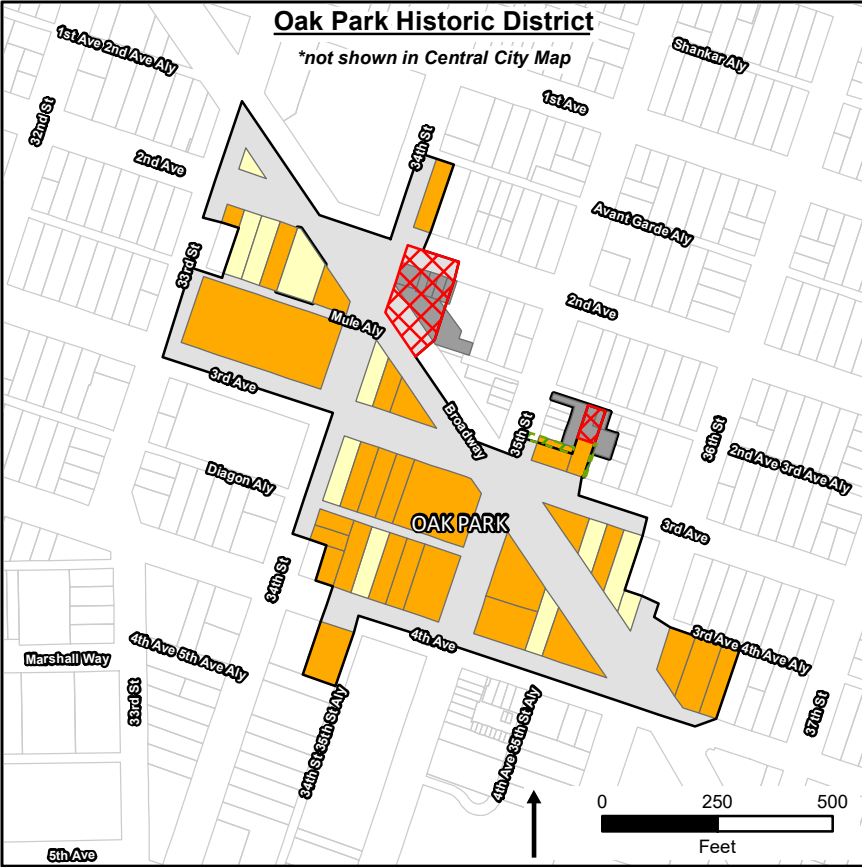 Oak Park Historic District
*not shown in Central City Map
1st Ave 2nd Ave Aly
Shankar Aly
1st Ave
32nd St
34th St
2nd Ave
Avant Garde Aly
33rd St
2nd Ave
Mule Aly
3rd Ave
Broadway
35th St
36th St
2nd Ave 3rd Ave Aly
Diagon Aly
OAK PARK
3rd Ave
34th St
4th Ave
3rd Ave 4th Ave Aly
4th Ave 5th Ave Aly
Marshall Way
33rd St
34th St 35th St Aly
4th Ave 35th St Aly
37th St
0 250 500
Feet
5th Ave